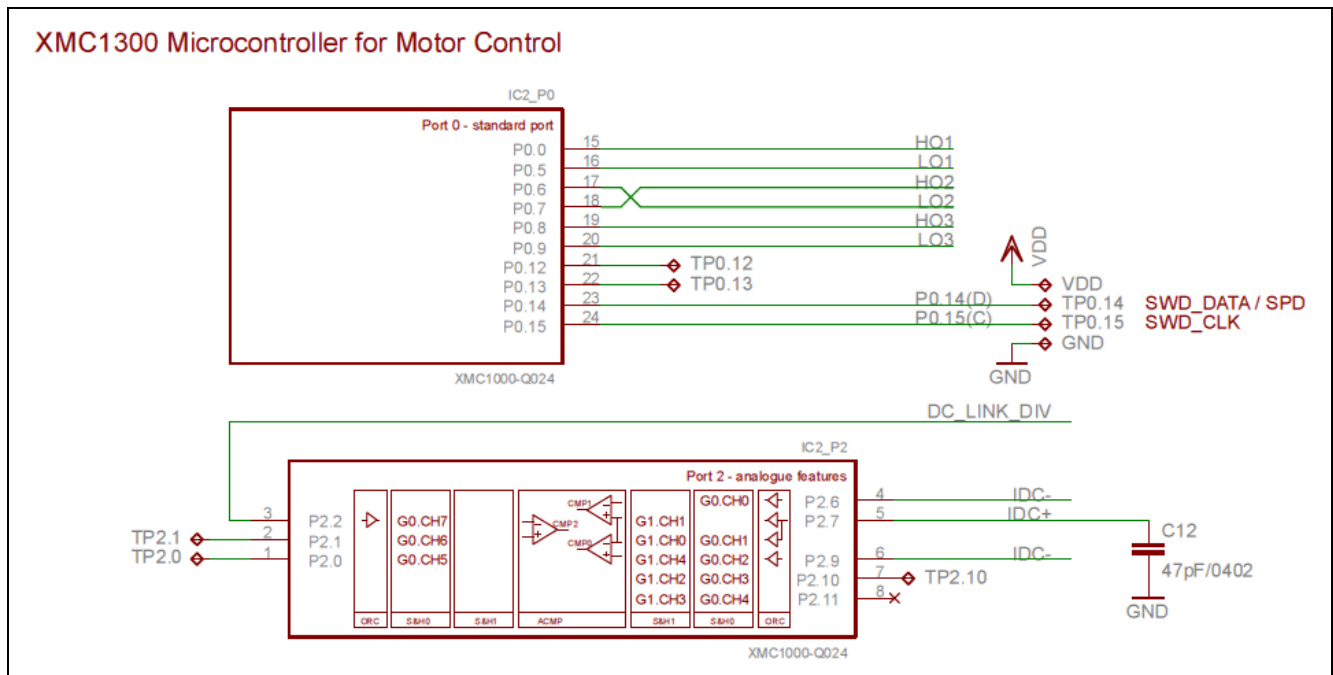 XMC1300 Microcontroller for Motor Control
IC2_P0
Port 0 - standard port
P0.0 15 HO1
P0.5 16 LO1
P0.6 17 HO2
P0.7 18 LO2
P0.8 19 HO3
P0.9 20 LO3
P0.12 21 TP0.12
P0.13 22 TP0.13
P0.14 23 P0.14(D) TP0.14 SWD_DATA / SPD
P0.15 24 P0.15(C) TP0.15 SWD_CLK
VDD
VDD
GND
GND
XMC1000-Q024
DC_LINK_DIV
IC2_P2
Port 2 - analogue features
G0.CH0 P2.6 4 IDC-
3 P2.2 G0.CH7 CMP1 G1.CH1 P2.7 5 IDC+
TP2.1 2 P2.1 G0.CH6 CMP2 G1.CH0 G0.CH1
TP2.0 1 P2.0 G0.CH5 CMP0 G1.CH4 G0.CH2 P2.9 6 IDC-
G1.CH2 G0.CH3 P2.10 7 TP2.10
G1.CH3 G0.CH4 P2.11 8
ORC S&H0 S&H1 ACMP S&H1 S&H0 ORC
C12
47pF/0402
GND
XMC1000-Q024